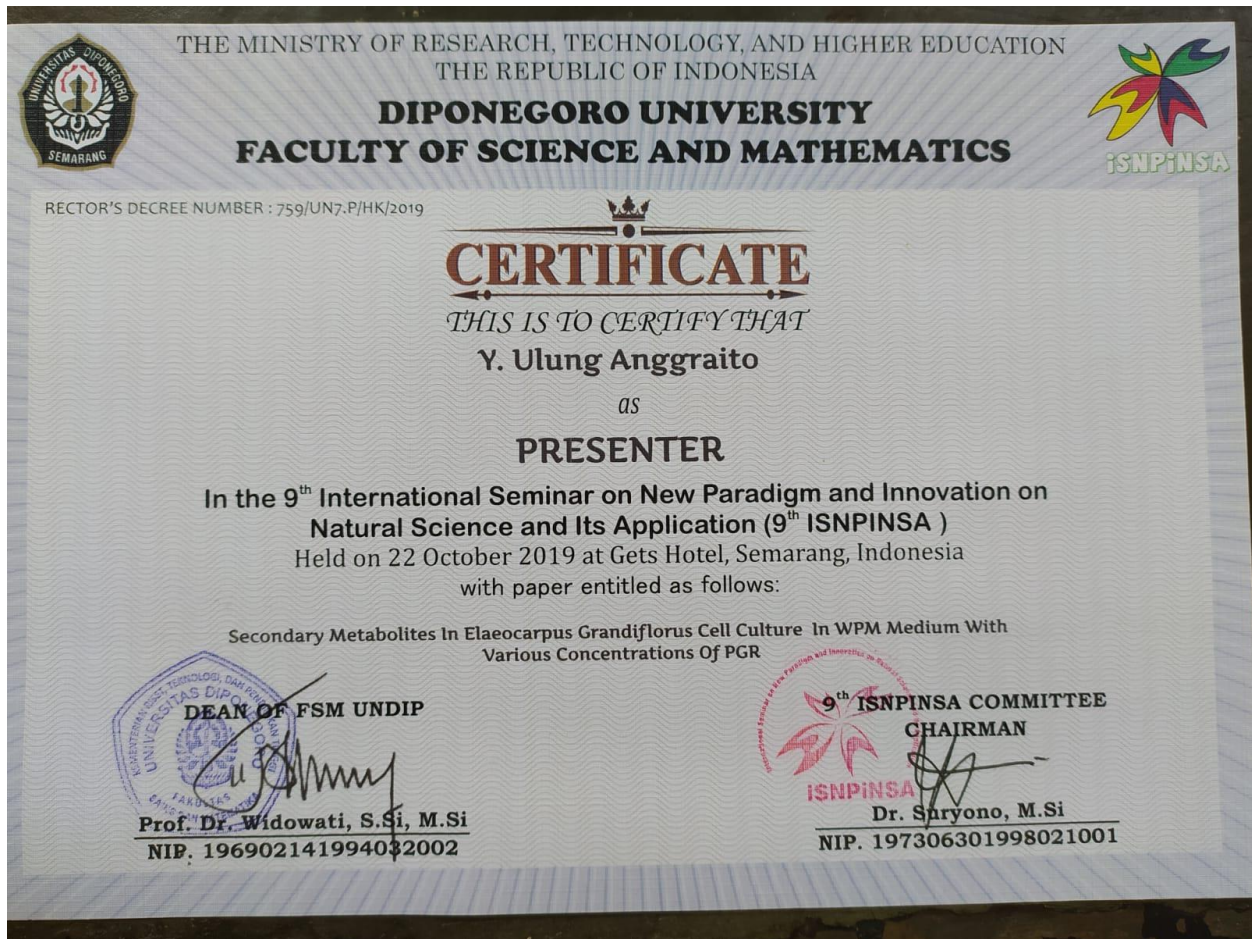 UNIVERSITAS DIPONEGORO
SEMARANG
THE MINISTRY OF RESEARCH, TECHNOLOGY, AND HIGHER EDUCATION
THE REPUBLIC OF INDONESIA
DIPONEGORO UNIVERSITY
FACULTY OF SCIENCE AND MATHEMATICS
iSNPiNSA
RECTOR'S DECREE NUMBER : 759/UN7.P/HK/2019
CERTIFICATE
THIS IS TO CERTIFY THAT
Y. Ulung Anggraito
as
PRESENTER
In the 9th International Seminar on New Paradigm and Innovation on
Natural Science and Its Application (9th ISNPINSA )
Held on 22 October 2019 at Gets Hotel, Semarang, Indonesia
with paper entitled as follows:
Secondary Metabolites In Elaeocarpus Grandiflorus Cell Culture In WPM Medium With
Various Concentrations Of PGR
DEAN OF FSM UNDIP
UNIVERSITAS DIPONEGORO
FAKULTAS
Prof. Dr. Widowati, S.Si, M.Si
NIP. 196902141994032002
9th ISNPINSA COMMITTEE
CHAIRMAN
iSNPiNSA
Dr. Suryono, M.Si
NIP. 197306301998021001